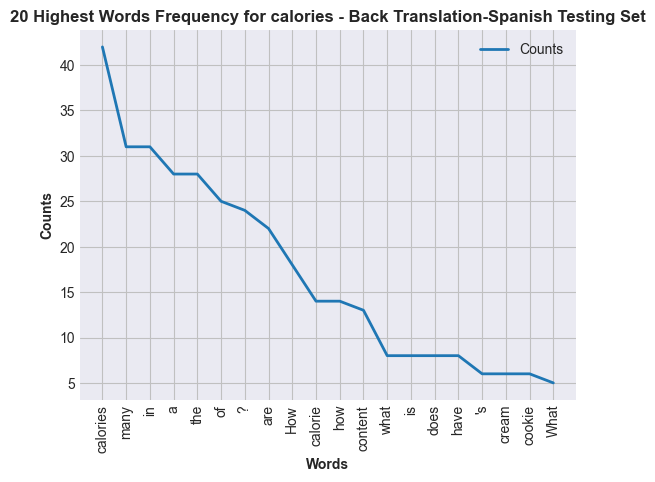 20 Highest Words Frequency for calories - Back Translation-Spanish Testing Set
Counts
40
35
30
25
20
15
10
5
Counts
calories
many
in
a
the
of
?
are
How
calorie
how
content
what
is
does
have
's
cream
cookie
What
Words